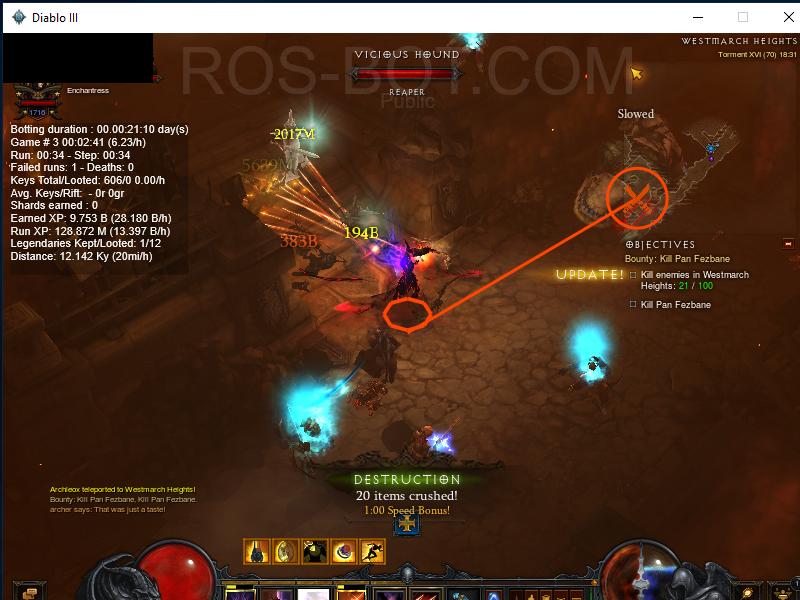 Diablo III
ROS-BOT.COM
Public
VICIOUS HOUND
REAPER
WESTMARCH HEIGHTS
Torment XVI (70) 18:31
Enchantress
1716
Botting duration : 00.00:21:10 day(s)
Game # 3 00:02:41 (6.23/h)
Run: 00:34 - Step: 00:34
Failed runs: 1 - Deaths: 0
Keys Total/Looted: 606/0 0.00/h
Avg. Keys/Rift: - 0r 0gr
Shards earned : 0
Earned XP: 9.753 B (28.180 B/h)
Run XP: 128.872 M (13.397 B/h)
Legendaries Kept/Looted: 1/12
Distance: 12.142 Ky (20mi/h)
2017M
194B
383B
Slowed
OBJECTIVES
Bounty: Kill Pan Fezbane
UPDATE!
Kill enemies in Westmarch
Heights: 21 / 100
Kill Pan Fezbane
DESTRUCTION
20 items crushed!
1:00 Speed Bonus!
Archleox teleported to Westmarch Heights!
Bounty: Kill Pan Fezbane, Kill Pan Fezbane.
archer says: That was just a taste!